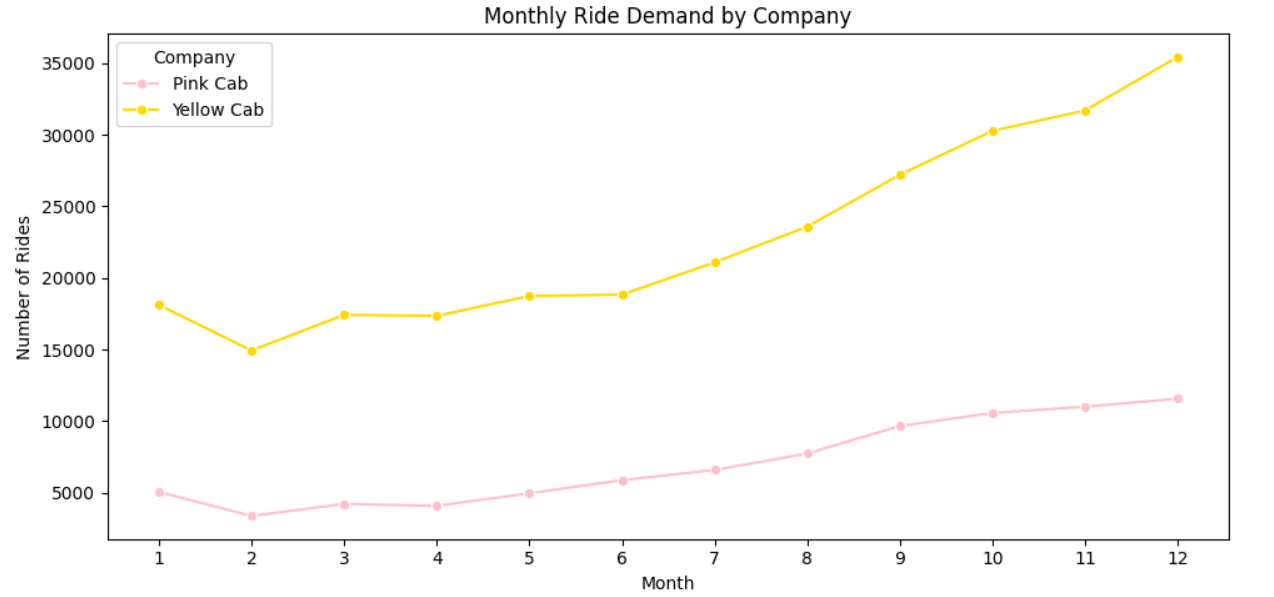 Monthly Ride Demand by Company
Company
Pink Cab
Yellow Cab
Number of Rides
35000
30000
25000
20000
15000
10000
5000
1 2 3 4 5 6 7 8 9 10 11 12
Month